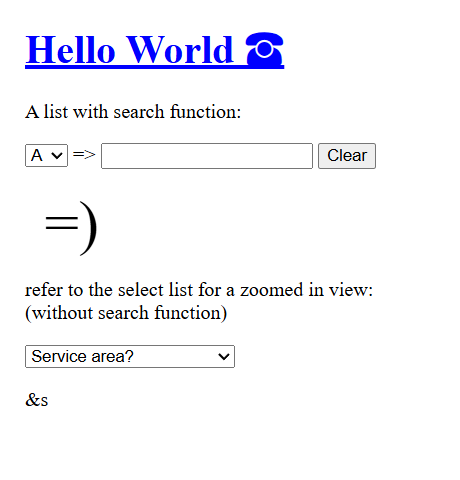 Hello World ☎
A list with search function:
A => Clear
=)
refer to the select list for a zoomed in view:
(without search function)
Service area?
&s